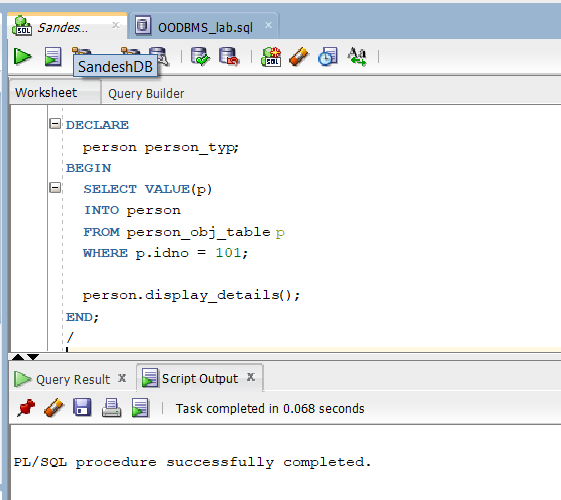 Sandes...
OODBMS_lab.sql
SQL
SandeshDB
Aa
Worksheet
Query Builder
DECLARE
person person_typ;
BEGIN
SELECT VALUE(p)
INTO person
FROM person_obj_table p
WHERE p.idno = 101;
person.display_details();
END;
/
Query Result x
Script Output x
Task completed in 0.068 seconds
PL/SQL procedure successfully completed.